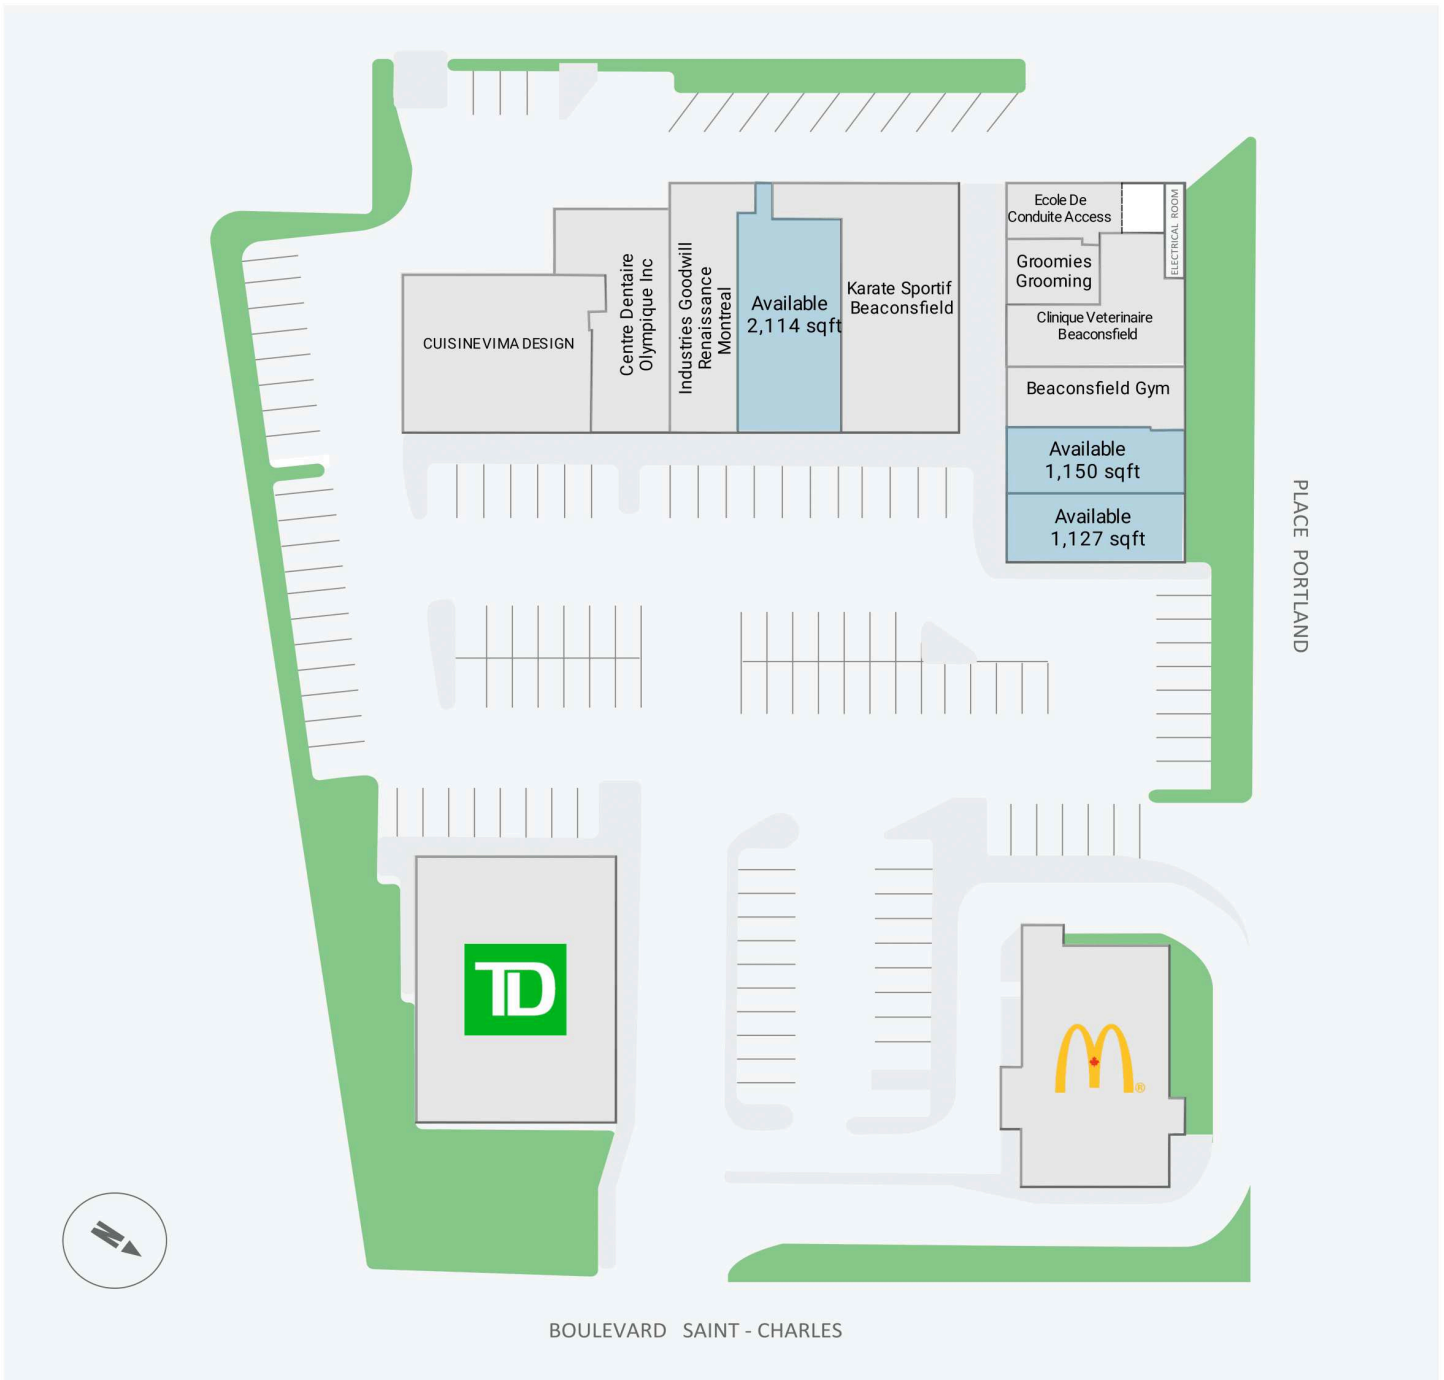 Ecole De
Conduite Access
ELECTRICAL ROOM
Groomies
Grooming
Clinique Veterinaire
Beaconsfield
Beaconsfield Gym
Available
1,150 sqft
Available
1,127 sqft
CUISINE VIMA DESIGN
Centre Dentaire
Olympique Inc
Industries Goodwill
Renaissance
Montreal
Available
2,114 sqft
Karate Sportif
Beaconsfield
PLACE PORTLAND
TD
M
®
N
BOULEVARD SAINT - CHARLES